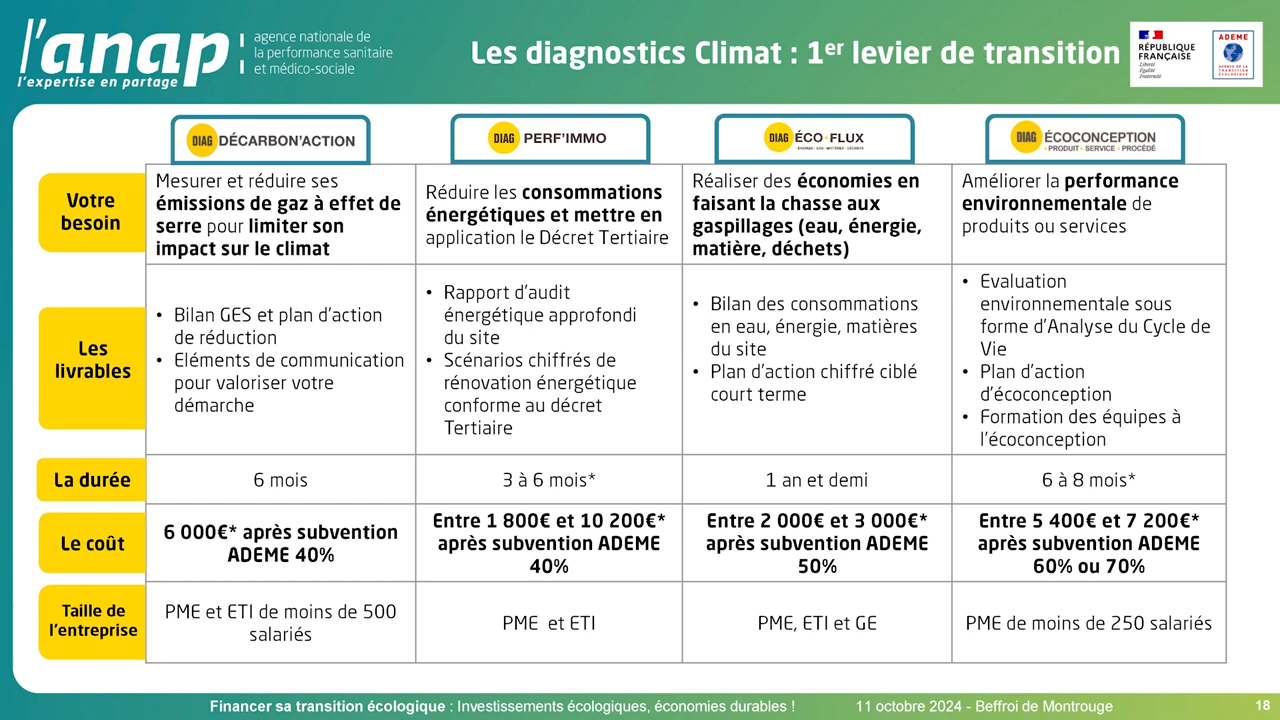 l'anap
l'expertise en partage
agence nationale de
la performance sanitaire
et médico-sociale
Les diagnostics Climat : 1er levier de transition
RÉPUBLIQUE
FRANÇAISE
Liberté
Égalité
Fraternité
ADEME
AGENCE DE LA
TRANSITION
ÉCOLOGIQUE
DIAG DÉCARBON'ACTION
DIAG PERF'IMMO
DIAG ÉCO•FLUX
•ÉNERGIE • EAU • MATIÈRES • DÉCHETS
DIAG ÉCOCONCEPTION
• PRODUIT • SERVICE • PROCÉDÉ
Votre
besoin
Mesurer et réduire ses
émissions de gaz à effet de
serre pour limiter son
impact sur le climat
Réduire les consommations
énergétiques et mettre en
application le Décret Tertiaire
Réaliser des économies en
faisant la chasse aux
gaspillages (eau, énergie,
matière, déchets)
Améliorer la performance
environnementale de
produits ou services
Les
livrables
• Bilan GES et plan d'action
de réduction
• Eléments de communication
pour valoriser votre
démarche
• Rapport d'audit
énergétique approfondi
du site
• Scénarios chiffrés de
rénovation énergétique
conforme au décret
Tertiaire
• Bilan des consommations
en eau, énergie, matières
du site
• Plan d'action chiffré ciblé
court terme
• Evaluation
environnementale sous
forme d'Analyse du Cycle de
Vie
• Plan d'action
d'écoconception
• Formation des équipes à
l'écoconception
La durée
6 mois
3 à 6 mois*
1 an et demi
6 à 8 mois*
Le coût
6 000€* après subvention
ADEME 40%
Entre 1 800€ et 10 200€*
après subvention ADEME
40%
Entre 2 000€ et 3 000€*
après subvention ADEME
50%
Entre 5 400€ et 7 200€*
après subvention ADEME
60% ou 70%
Taille de
l'entreprise
PME et ETI de moins de 500
salariés
PME et ETI
PME, ETI et GE
PME de moins de 250 salariés
Financer sa transition écologique : Investissements écologiques, économies durables !
11 octobre 2024 - Beffroi de Montrouge
18